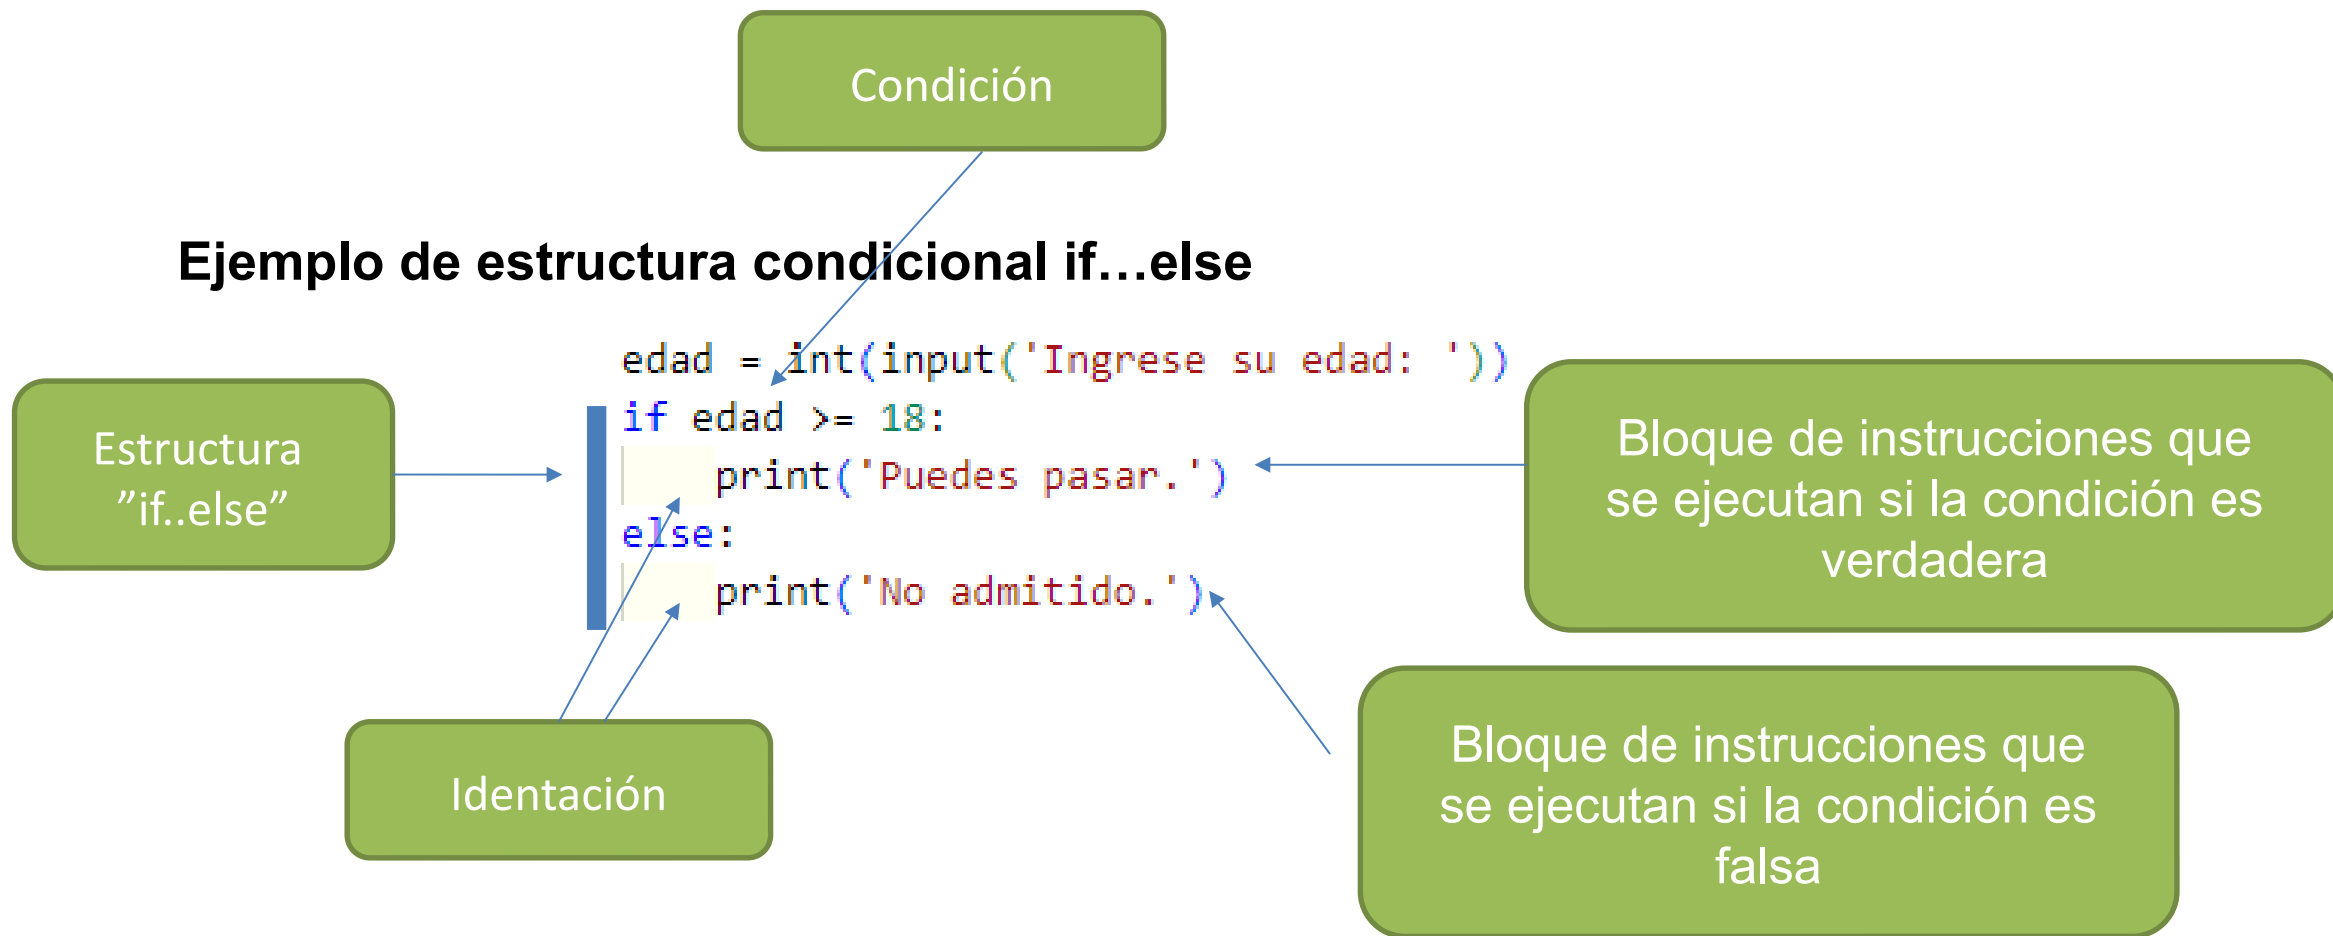 Condición
Ejemplo de estructura condicional if…else
edad = int(input('Ingrese su edad: '))
if edad >= 18:
    print('Puedes pasar.')
else:
    print('No admitido.')
Estructura
”if..else”
Bloque de instrucciones que
se ejecutan si la condición es
verdadera
Identación
Bloque de instrucciones que
se ejecutan si la condición es
falsa